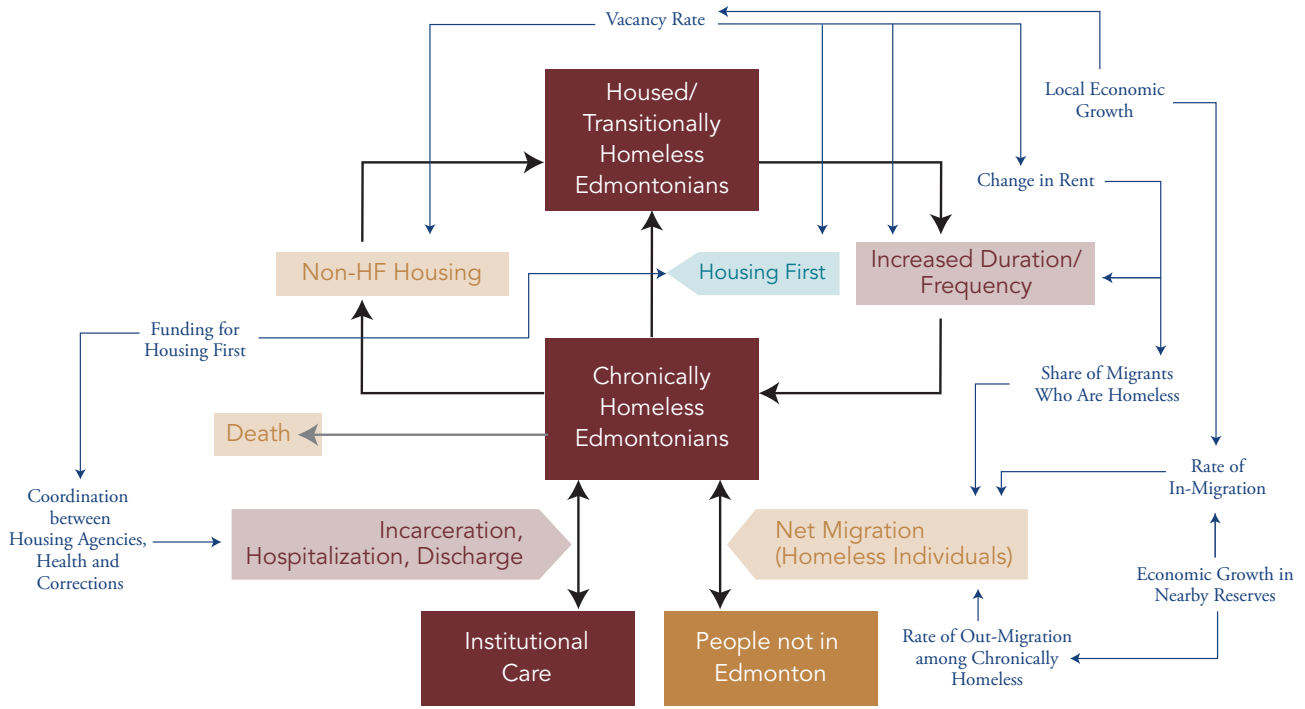 Vacancy Rate
Local Economic
Growth
Housed/
Transitionally
Homeless
Edmontonians
Change in Rent
Non-HF Housing
Housing First
Increased Duration/
Frequency
Funding for
Housing First
Chronically
Homeless
Edmontonians
Share of Migrants
Who Are Homeless
Death
Rate of
In-Migration
Coordination
between
Housing Agencies,
Health and
Corrections
Incarceration,
Hospitalization, Discharge
Net Migration
(Homeless Individuals)
Economic Growth in
Nearby Reserves
Institutional
Care
People not in
Edmonton
Rate of Out-Migration
among Chronically
Homeless